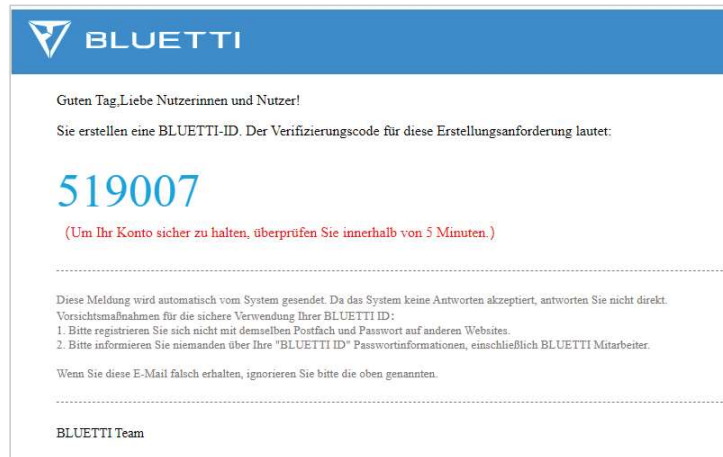 BLUETTI
Guten Tag,Liebe Nutzerinnen und Nutzer!
Sie erstellen eine BLUETTI-ID. Der Verifizierungscode für diese Erstellungsanforderung lautet:
519007
(Um Ihr Konto sicher zu halten, überprüfen Sie innerhalb von 5 Minuten.)
Diese Meldung wird automatisch vom System gesendet. Da das System keine Antworten akzeptiert, antworten Sie nicht direkt.
Vorsichtsmaßnahmen für die sichere Verwendung Ihrer BLUETTI ID:
1. Bitte registrieren Sie sich nicht mit demselben Postfach und Passwort auf anderen Websites.
2. Bitte informieren Sie niemanden über Ihre "BLUETTI ID" Passwortinformationen, einschließlich BLUETTI Mitarbeiter.
Wenn Sie diese E-Mail falsch erhalten, ignorieren Sie bitte die oben genannten.
BLUETTI Team